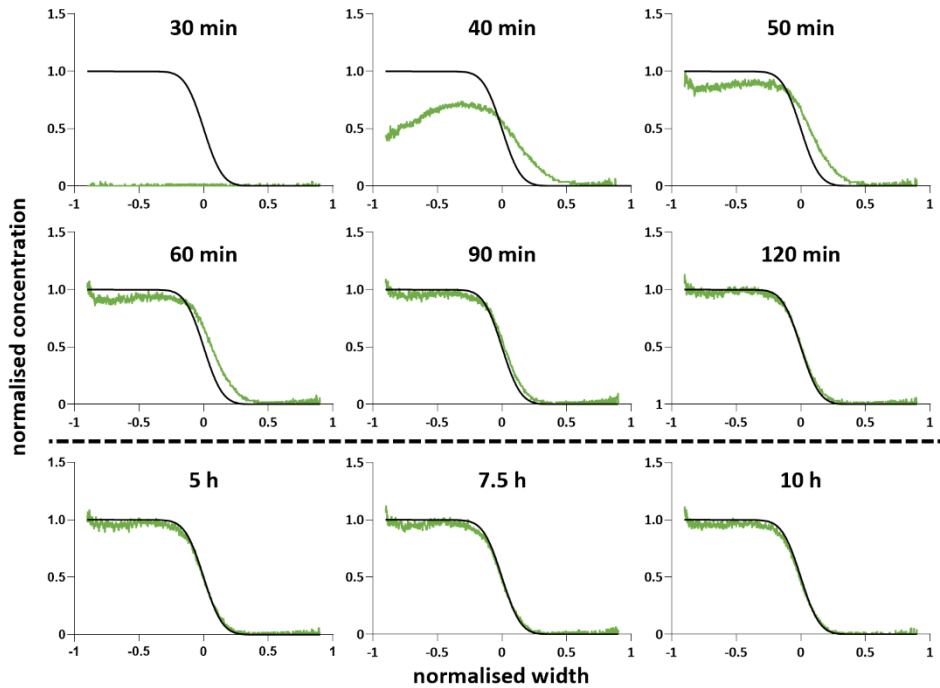 normalised concentration
30 min
40 min
50 min
1.5 1.5 1.5
1.0 1.0 1.0
0.5 0.5 0.5
0 0 0
-1 -0.5 0 0.5 1 -1 -0.5 0 0.5 1 -1 -0.5 0 0.5 1
60 min
90 min
120 min
1.5 1.5 1.5
1.0 1.0 1.0
0.5 0.5 0.5
0 0 1
-1 -0.5 0 0.5 1 -1 -0.5 0 0.5 1 -1 -0.5 0 0.5 1
5 h
7.5 h
10 h
1.5 1.5 1.5
1.0 1.0 1.0
0.5 0.5 0.5
0 0 0
-1 -0.5 0 0.5 1 -1 -0.5 0 0.5 1 -1 -0.5 0 0.5 1
normalised width